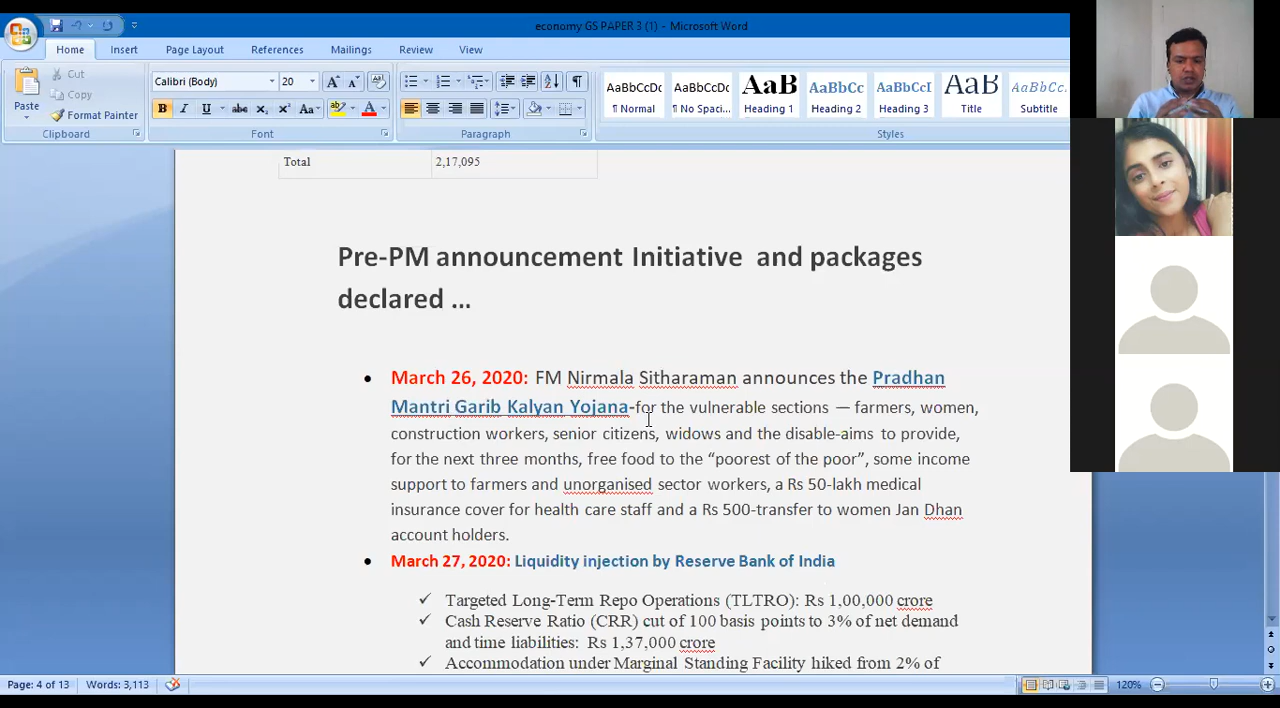 economy GS PAPER 3 (1) - Microsoft Word
Home Insert Page Layout References Mailings Review View
Paste
Cut
Copy
Format Painter
Clipboard
Calibri (Body) 20
B I U abc X₂ X² Aa
Font
Paragraph
AaBbCcDc AaBbCcDc AaB AaBbCc AaBbCcI AaB AaBbCc.
¶ Normal ¶ No Spaci... Heading 1 Heading 2 Heading 3 Title Subtitle
Styles
Total 2,17,095
Pre-PM announcement Initiative and packages
declared ...
• March 26, 2020: FM Nirmala Sitharaman announces the Pradhan
Mantri Garib Kalyan Yojana-for the vulnerable sections — farmers, women,
construction workers, senior citizens, widows and the disable-aims to provide,
for the next three months, free food to the “poorest of the poor”, some income
support to farmers and unorganised sector workers, a Rs 50-lakh medical
insurance cover for health care staff and a Rs 500-transfer to women Jan Dhan
account holders.
• March 27, 2020: Liquidity injection by Reserve Bank of India
✓ Targeted Long-Term Repo Operations (TLTRO): Rs 1,00,000 crore
✓ Cash Reserve Ratio (CRR) cut of 100 basis points to 3% of net demand
and time liabilities: Rs 1,37,000 crore
✓ Accommodation under Marginal Standing Facility hiked from 2% of
Page: 4 of 13 Words: 3,113 120%